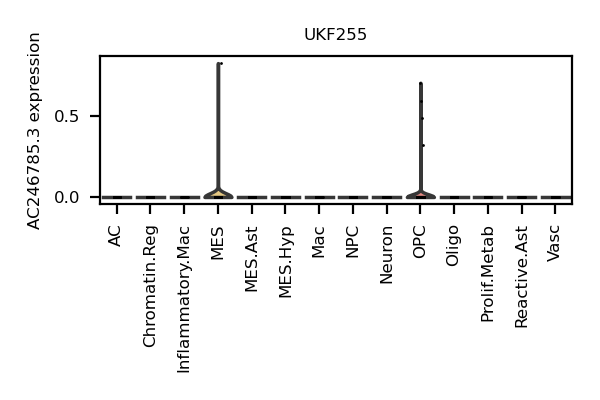 UKF255
AC246785.3 expression
0.5
0.0
AC
Chromatin.Reg
Inflammatory.Mac
MES
MES.Ast
MES.Hyp
Mac
NPC
Neuron
OPC
Oligo
Prolif.Metab
Reactive.Ast
Vasc